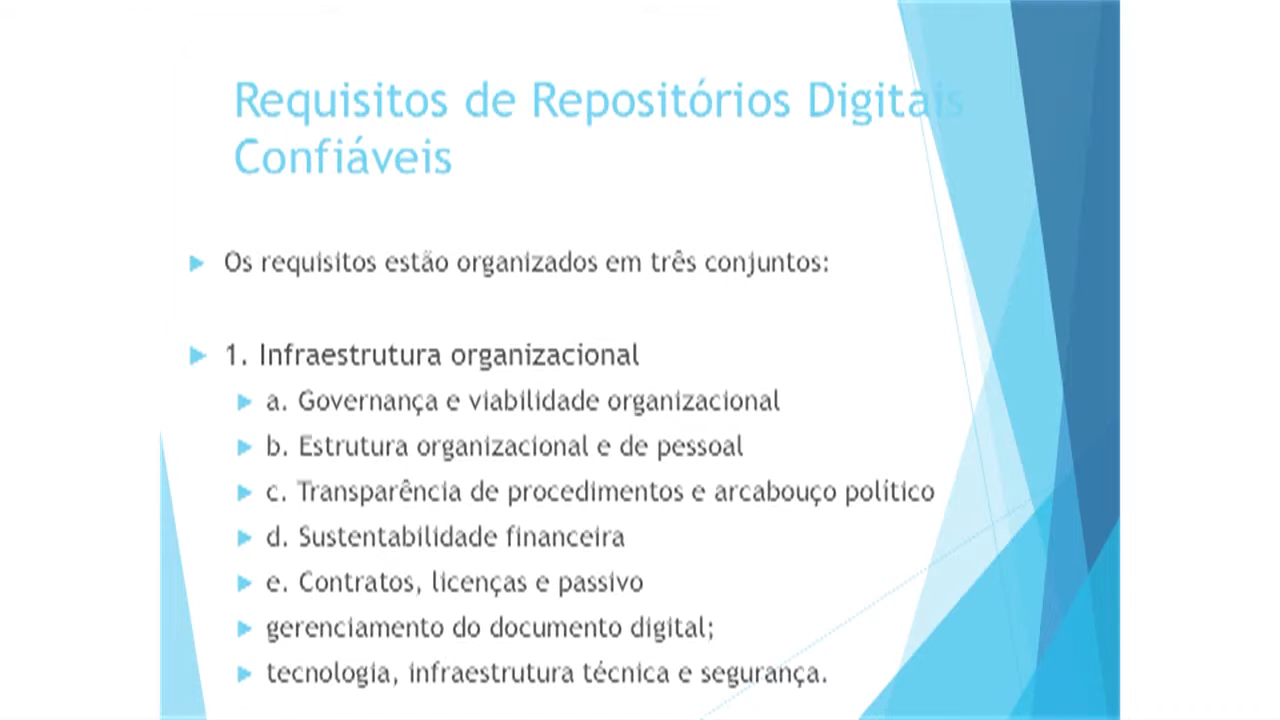 Requisitos de Repositórios Digitais
Confiáveis
Os requisitos estão organizados em três conjuntos:
1. Infraestrutura organizacional
a. Governança e viabilidade organizacional
b. Estrutura organizacional e de pessoal
c. Transparência de procedimentos e arcabouço político
d. Sustentabilidade financeira
e. Contratos, licenças e passivo
gerenciamento do documento digital;
tecnologia, infraestrutura técnica e segurança.